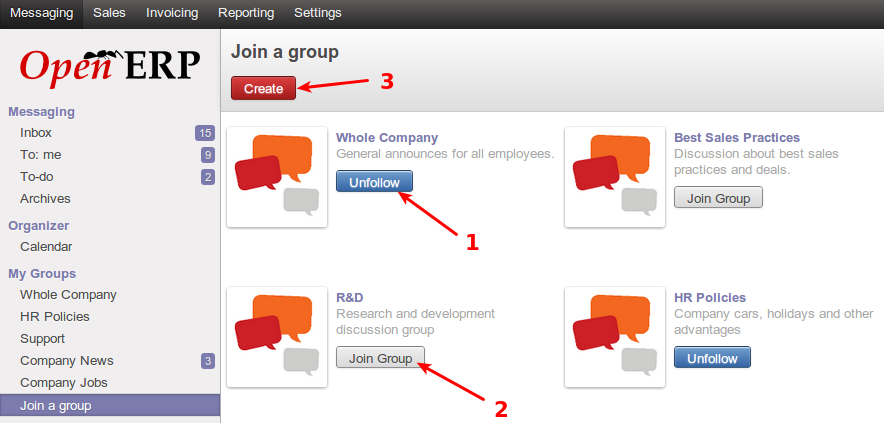 Messaging Sales Invoicing Reporting Settings
Open ERP
Messaging
Inbox 15
To: me 9
To-do 2
Archives
Organizer
Calendar
My Groups
Whole Company
HR Policies
Support
Company News 3
Company Jobs
Join a group
Join a group
Create
3
Whole Company
General announces for all employees.
Unfollow
1
Best Sales Practices
Discussion about best sales
practices and deals.
Join Group
R&D
Research and development
discussion group
Join Group
2
HR Policies
Company cars, holidays and other
advantages
Unfollow